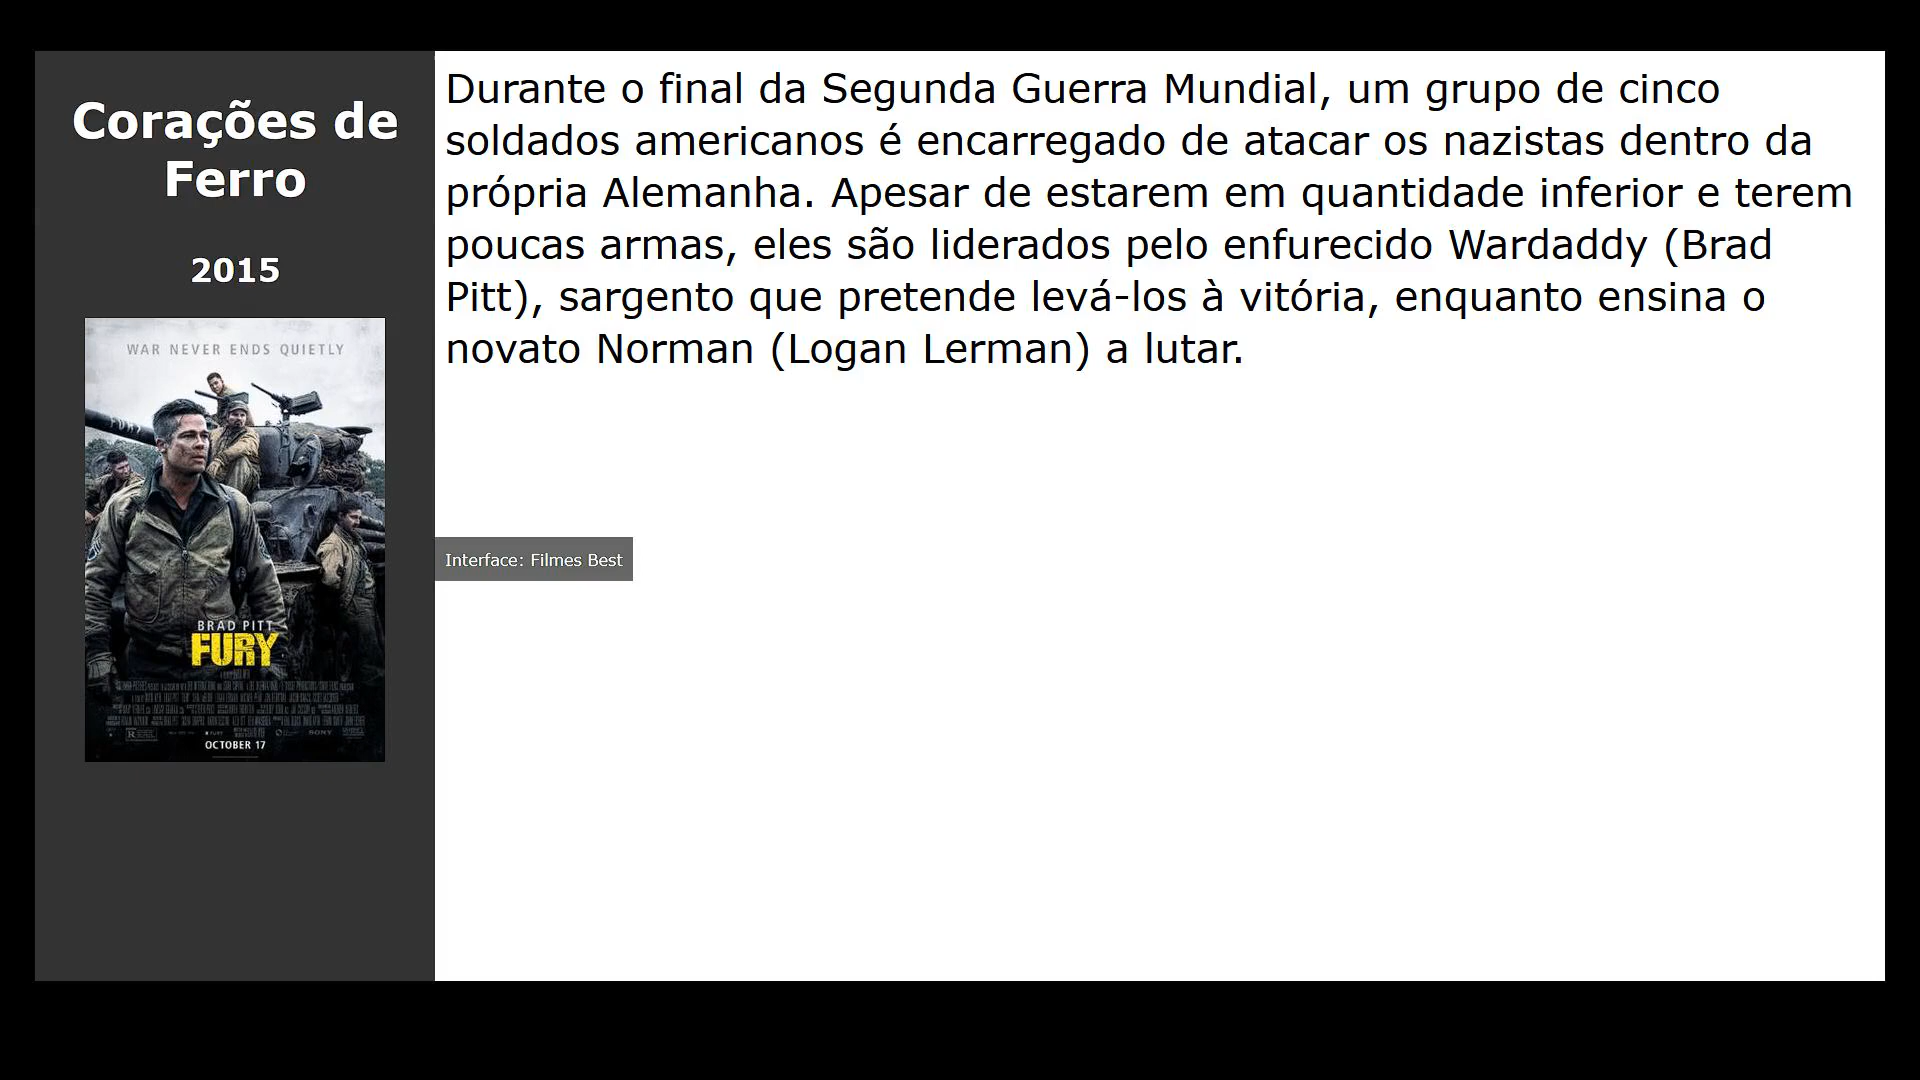 Corações de
Ferro
2015
WAR NEVER ENDS QUIETLY
FURY
BRAD PITT
FURY
OCTOBER 17
Durante o final da Segunda Guerra Mundial, um grupo de cinco
soldados americanos é encarregado de atacar os nazistas dentro da
própria Alemanha. Apesar de estarem em quantidade inferior e terem
poucas armas, eles são liderados pelo enfurecido Wardaddy (Brad
Pitt), sargento que pretende levá-los à vitória, enquanto ensina o
novato Norman (Logan Lerman) a lutar.
Interface: Filmes Best